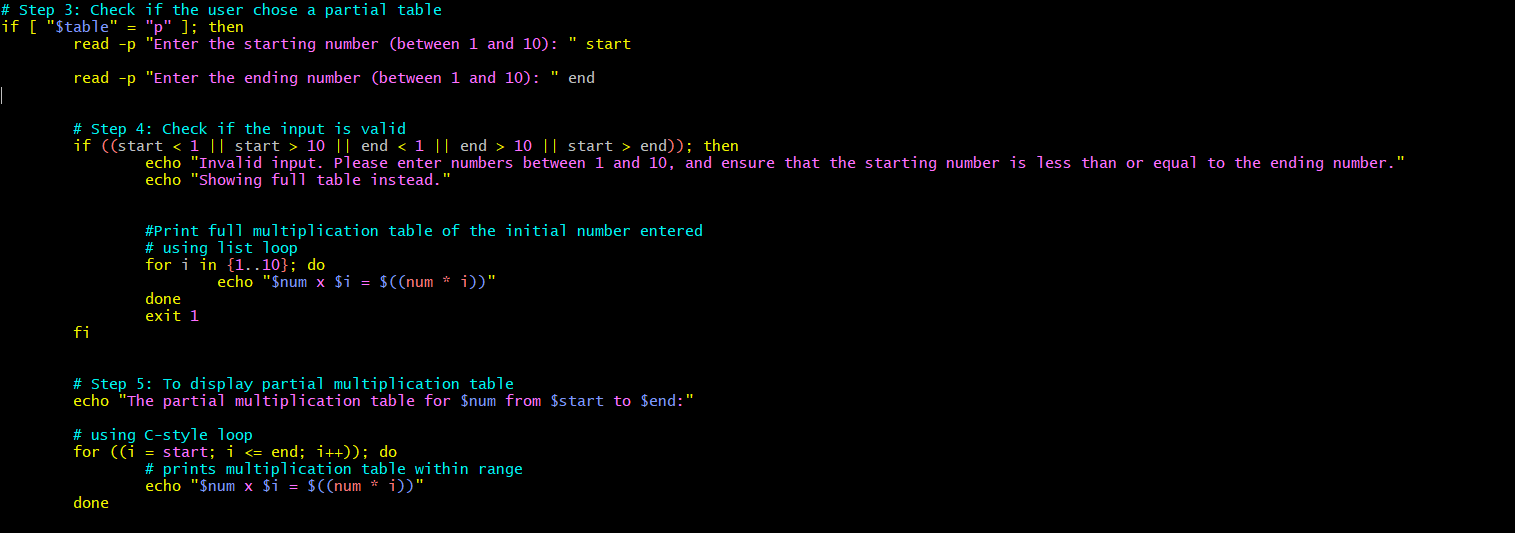 # Step 3: Check if the user chose a partial table
if [ "$table" = "p" ]; then
        read -p "Enter the starting number (between 1 and 10): " start
        read -p "Enter the ending number (between 1 and 10): " end
        # Step 4: Check if the input is valid
        if ((start < 1 || start > 10 || end < 1 || end > 10 || start > end)); then
                echo "Invalid input. Please enter numbers between 1 and 10, and ensure that the starting number is less than or equal to the ending number."
                echo "Showing full table instead."
                #Print full multiplication table of the initial number entered
                # using list loop
                for i in {1..10}; do
                        echo "$num x $i = $((num * i))"
                done
                exit 1
        fi
        # Step 5: To display partial multiplication table
        echo "The partial multiplication table for $num from $start to $end:"
        # using C-style loop
        for ((i = start; i <= end; i++)); do
                # prints multiplication table within range
                echo "$num x $i = $((num * i))"
        done